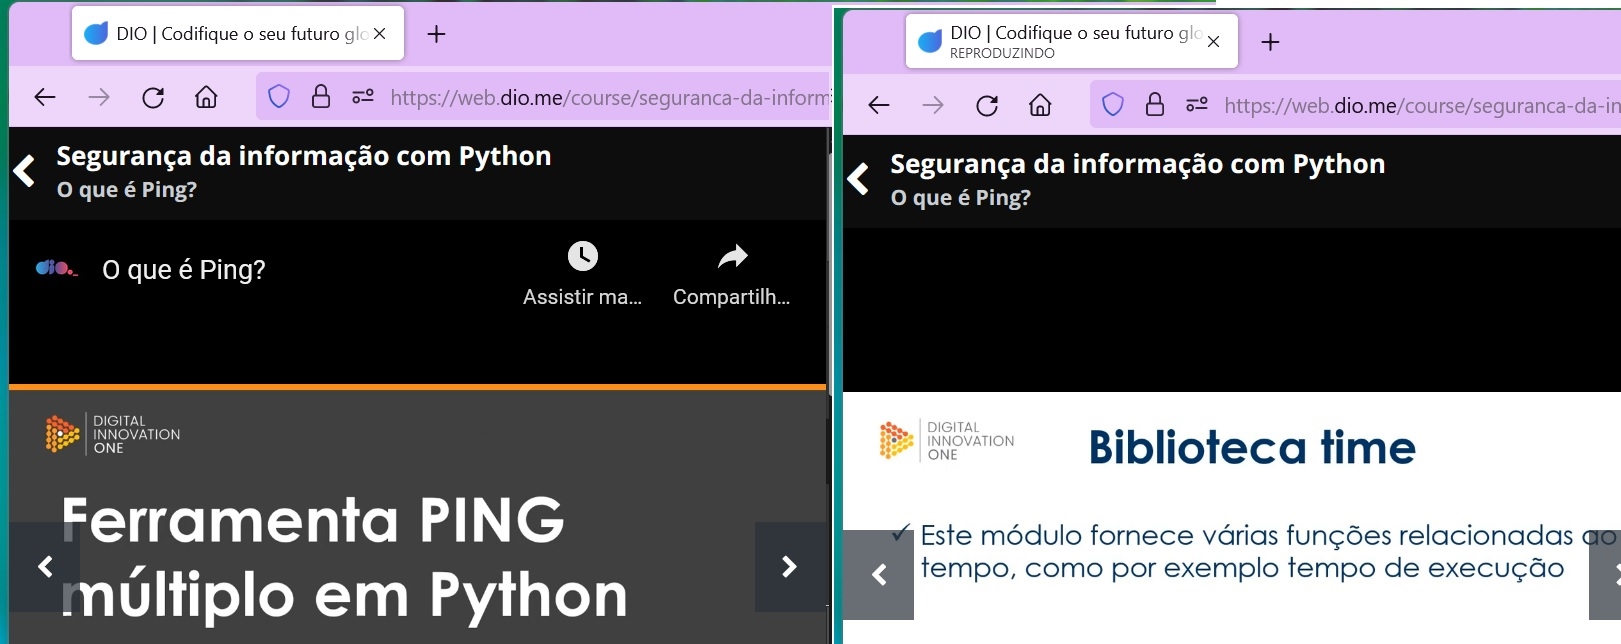 DIO | Codifique o seu futuro glo
https://web.dio.me/course/seguranca-da-inform
Segurança da informação com Python
O que é Ping?
dio.
O que é Ping?
Assistir ma...
Compartilh...
DIGITAL
INNOVATION
ONE
Ferramenta PING
múltiplo em Python
DIO | Codifique o seu futuro glo
REPRODUZINDO
https://web.dio.me/course/seguranca-da-in
Segurança da informação com Python
O que é Ping?
DIGITAL
INNOVATION
ONE
Biblioteca time
✓ Este módulo fornece várias funções relacionadas ao
tempo, como por exemplo tempo de execução